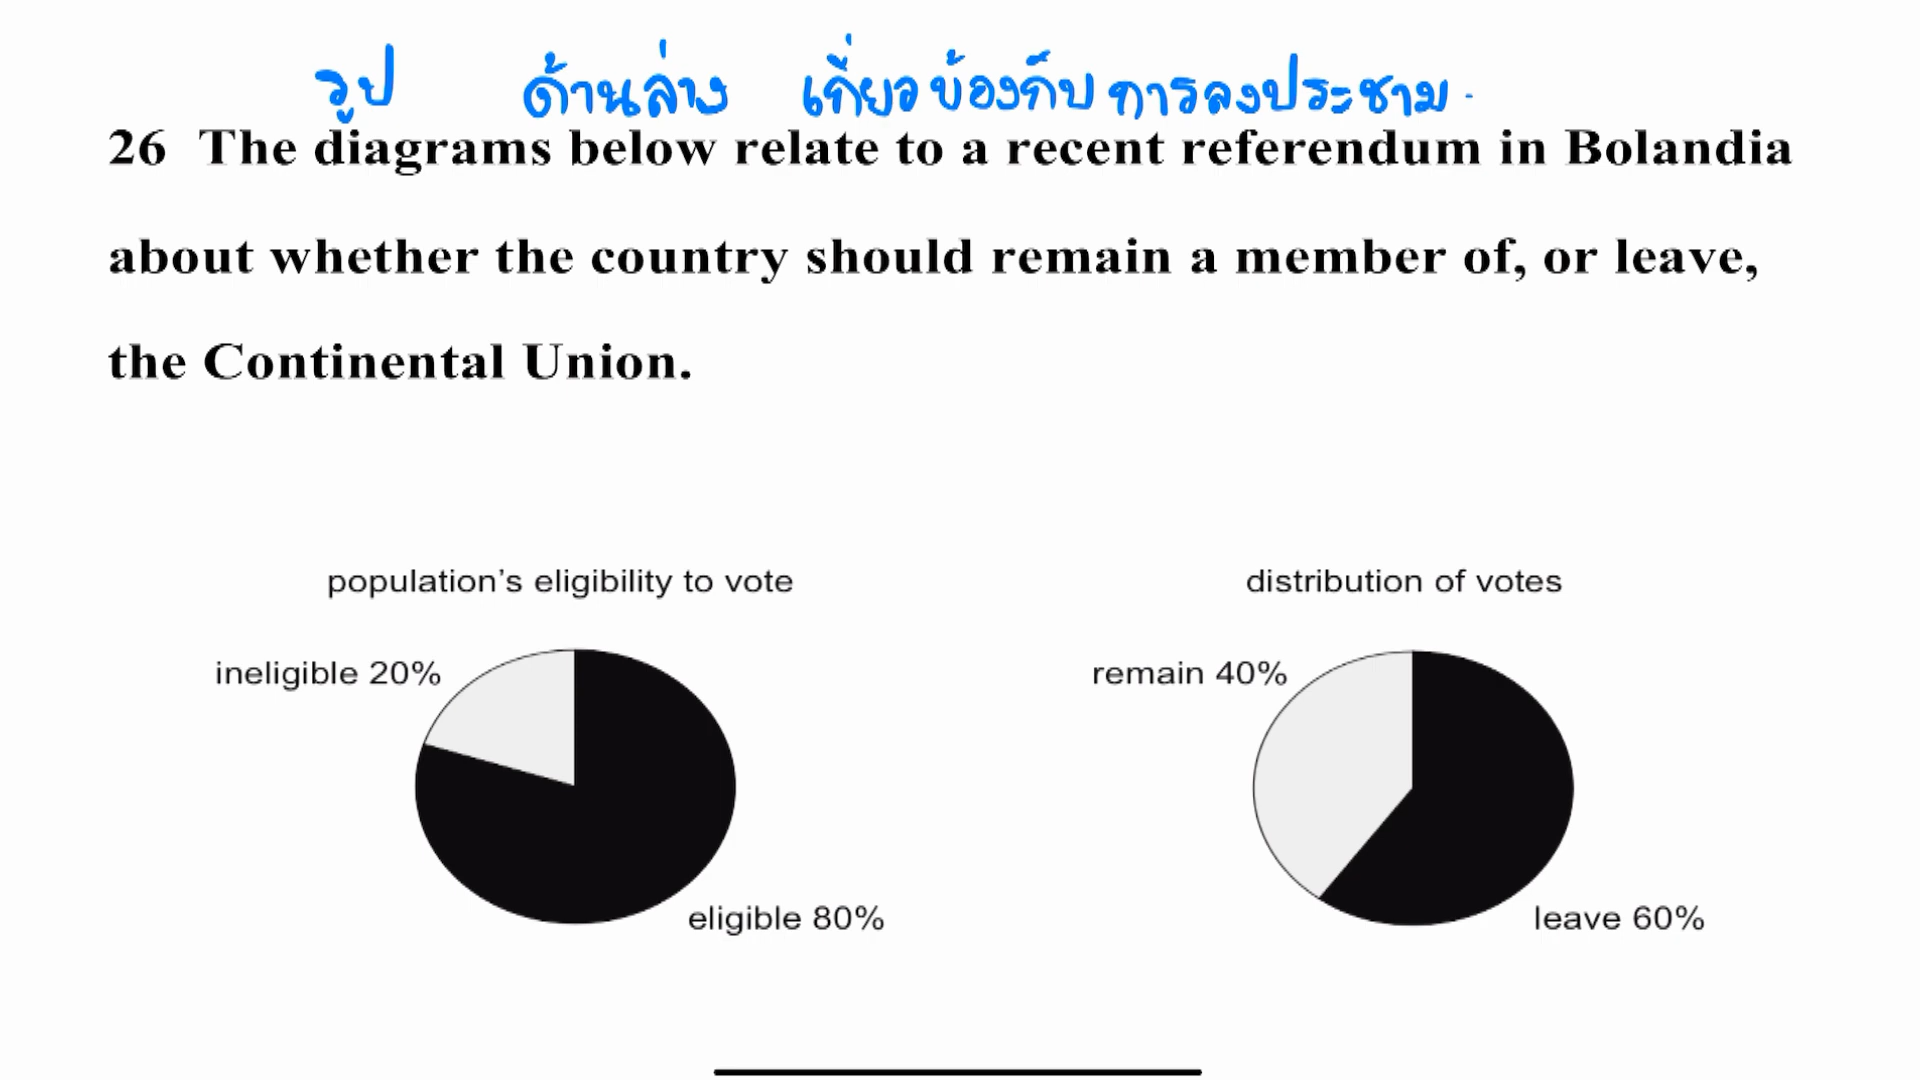 รูป ด้านล่าง เกี่ยวข้องกับการลงประชาม.
26 The diagrams below relate to a recent referendum in Bolandia
about whether the country should remain a member of, or leave,
the Continental Union.
population's eligibility to vote
ineligible 20%
eligible 80%
distribution of votes
remain 40%
leave 60%